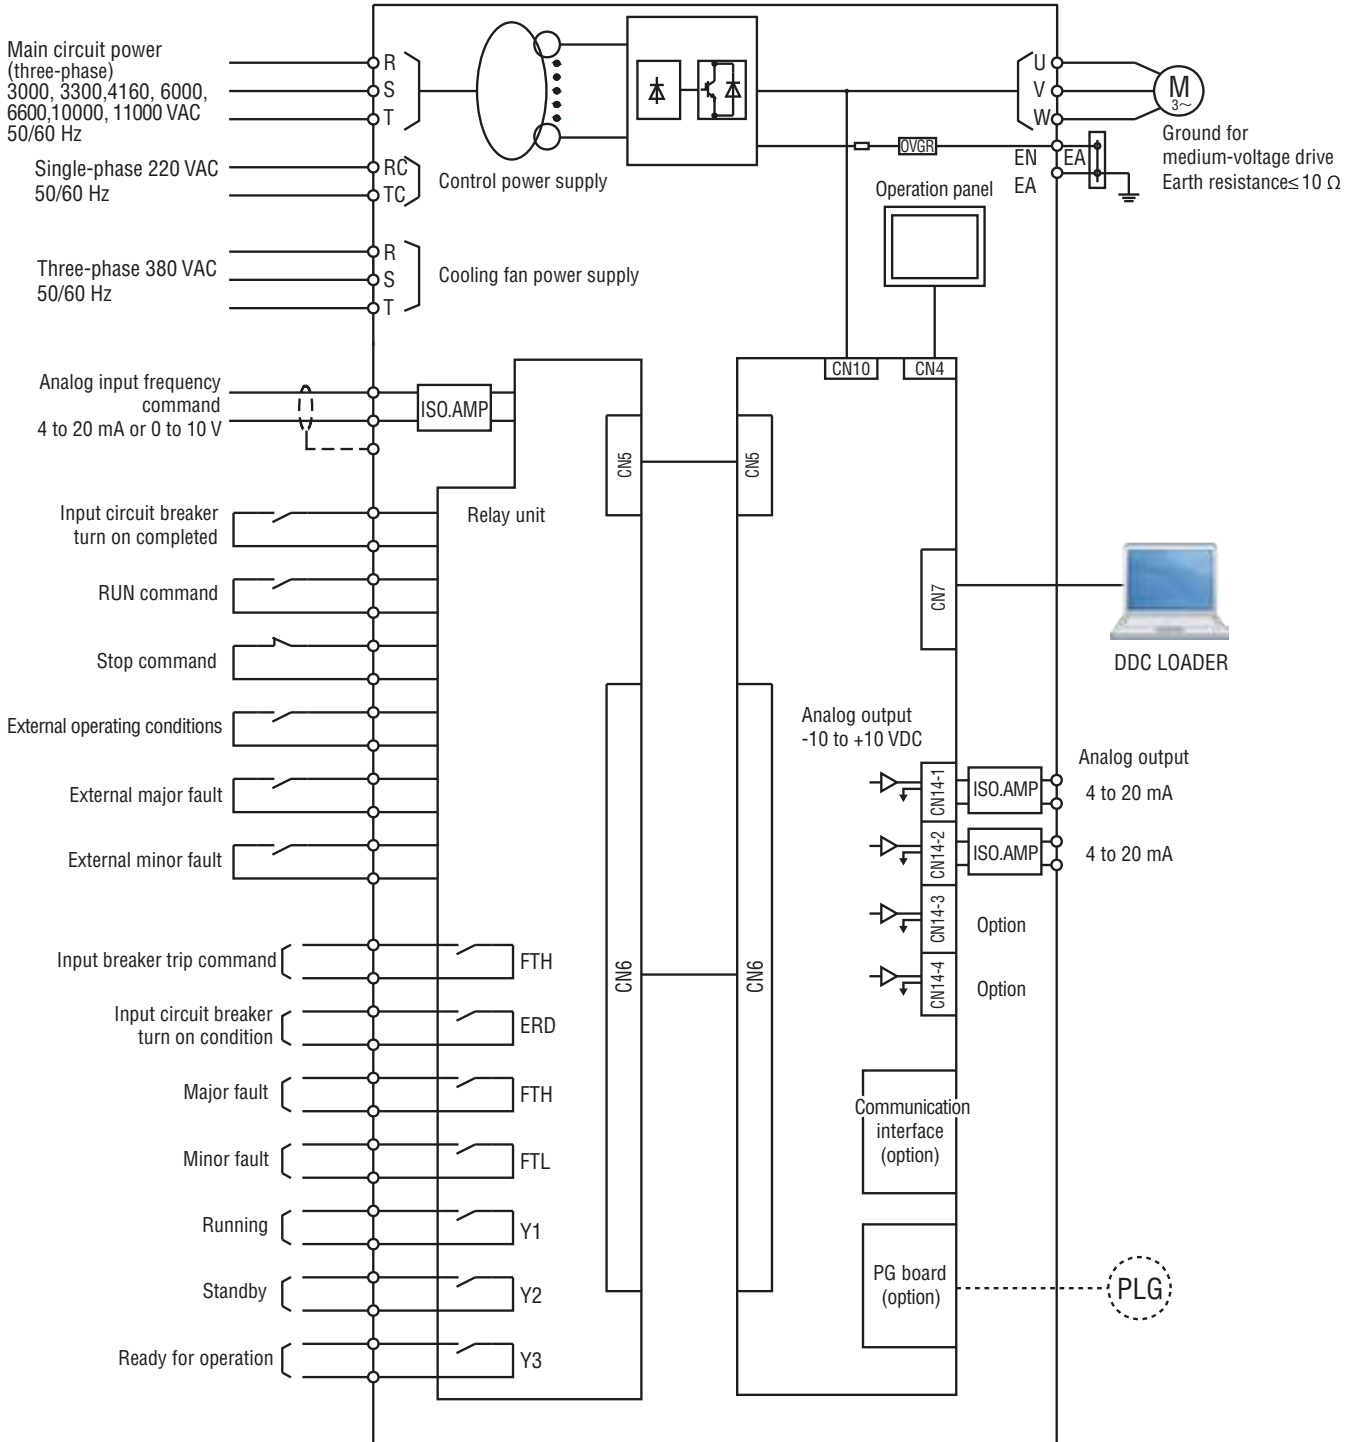 Main circuit power
(three-phase)
3000, 3300,4160, 6000,
6600,10000, 11000 VAC
50/60 Hz
R
S
T
U
V
W
M
3~
OVGR
EN
EA
EA
Ground for
medium-voltage drive
Earth resistance≤10 Ω
Single-phase 220 VAC
50/60 Hz
RC
TC
Control power supply
Operation panel
Three-phase 380 VAC
50/60 Hz
R
S
T
Cooling fan power supply
CN10
CN4
Analog input frequency
command
4 to 20 mA or 0 to 10 V
ISO.AMP
CN5
CN5
Relay unit
Input circuit breaker
turn on completed
RUN command
Stop command
External operating conditions
External major fault
External minor fault
CN7
DDC LOADER
Analog output
-10 to +10 VDC
CN14-1
ISO.AMP
Analog output
4 to 20 mA
CN14-2
ISO.AMP
4 to 20 mA
CN14-3
Option
CN14-4
Option
CN6
CN6
Input breaker trip command
FTH
Input circuit breaker
turn on condition
ERD
Major fault
FTH
Minor fault
FTL
Running
Y1
Standby
Y2
Ready for operation
Y3
Communication
interface
(option)
PG board
(option)
PLG